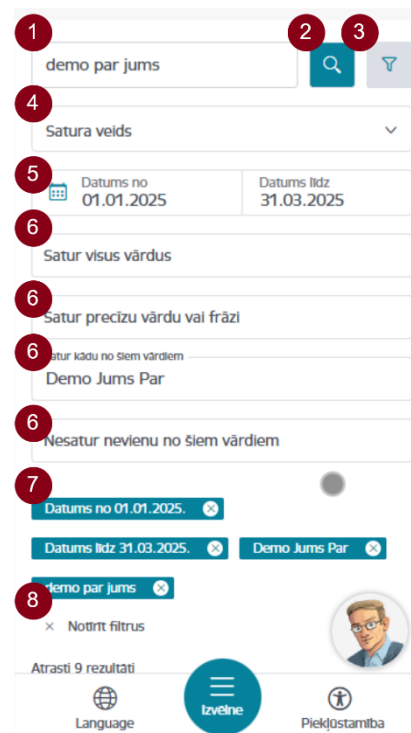 1 2 3
demo par jums
4
Satura veids
5
Datums no Datums līdz
01.01.2025 31.03.2025
6
Satur visus vārdus
6
Satur precīzu vārdu vai frāzi
6
Satur kādu no šiem vārdiem
Demo Jums Par
6
Nesatur nevienu no šiem vārdiem
7
Datums no 01.01.2025.
Datums līdz 31.03.2025. Demo Jums Par
demo par jums
8
Notīrīt filtrus
Atrasti 9 rezultāti
Language Izvēlne Piekļūstamība